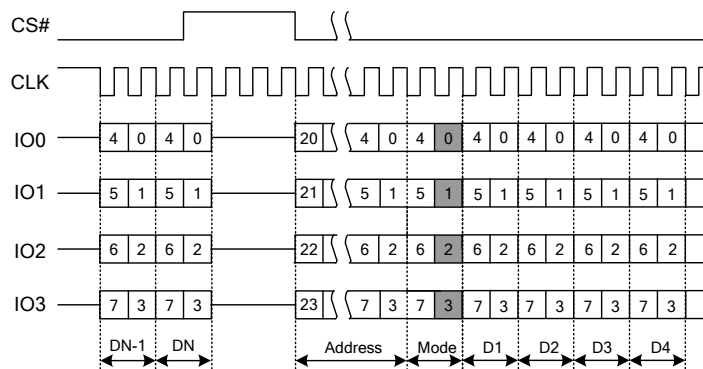 CS#
CLK
IO0 4 0 4 0 20 4 0 4 0 4 0 4 0 4 0 4 0
IO1 5 1 5 1 21 5 1 5 1 5 1 5 1 5 1 5 1
IO2 6 2 6 2 22 6 2 6 2 6 2 6 2 6 2 6 2
IO3 7 3 7 3 23 7 3 7 3 7 3 7 3 7 3 7 3
DN-1 DN Address Mode D1 D2 D3 D4